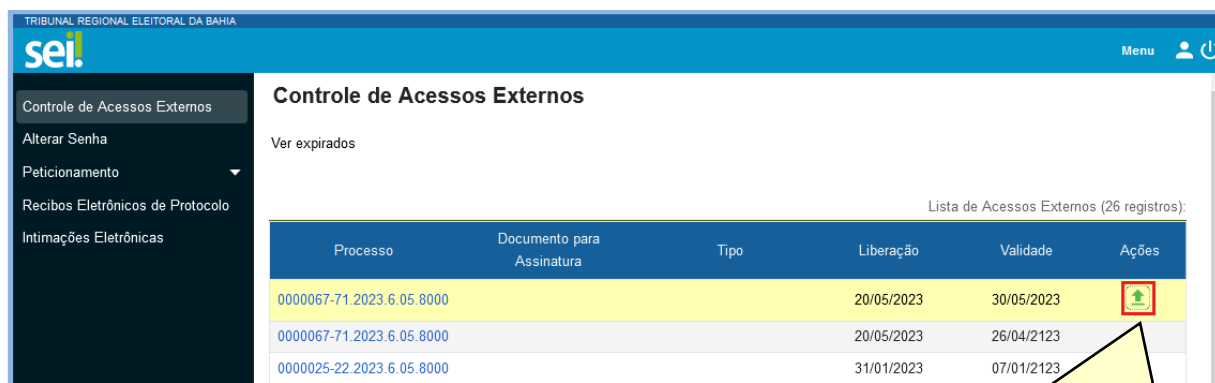 TRIBUNAL REGIONAL ELEITORAL DA BAHIA
sei!
Menu
Controle de Acessos Externos
Alterar Senha
Peticionamento
Recibos Eletrônicos de Protocolo
Intimações Eletrônicas
Controle de Acessos Externos
Ver expirados
Lista de Acessos Externos (26 registros):
Processo Documento para Assinatura Tipo Liberação Validade Ações
0000067-71.2023.6.05.8000 20/05/2023 30/05/2023
0000067-71.2023.6.05.8000 20/05/2023 26/04/2123
0000025-22.2023.6.05.8000 31/01/2023 07/01/2123